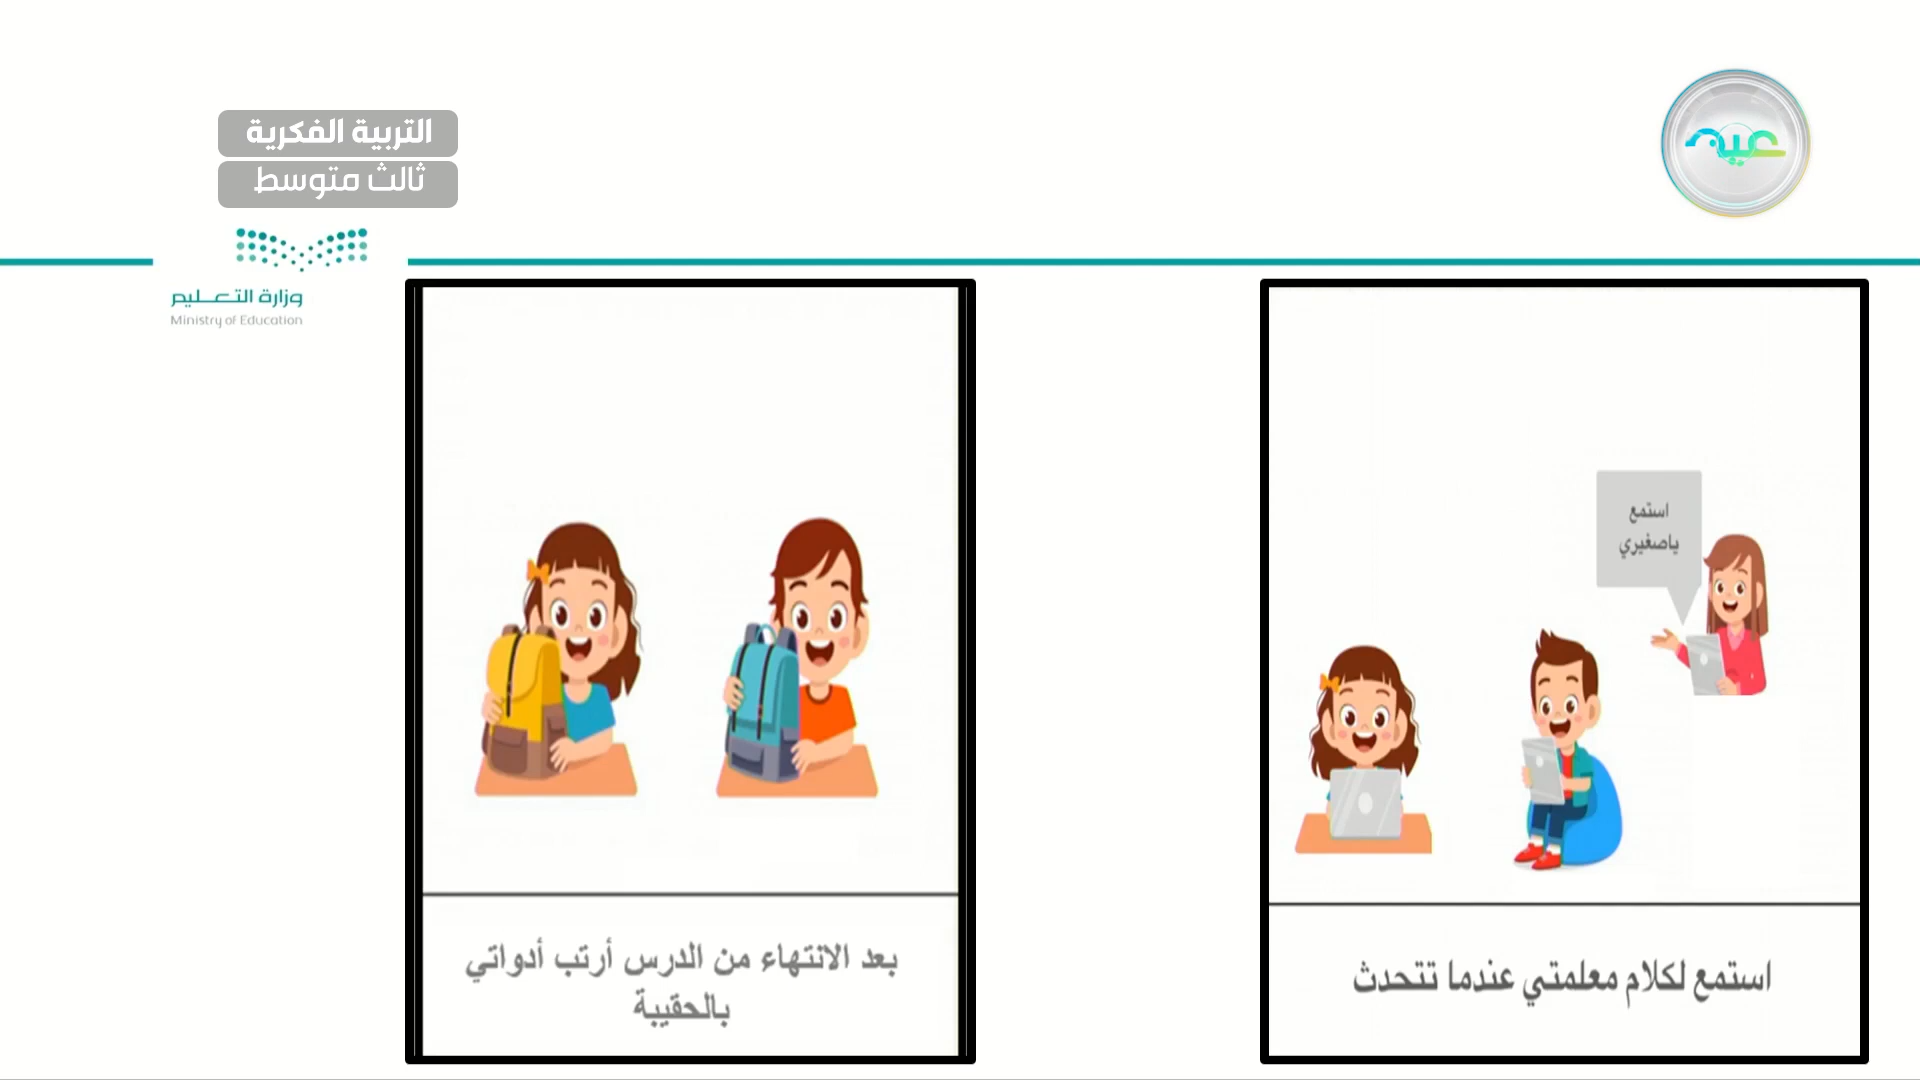 التربية الفكرية
ثالث متوسط
عين
وزارة التعليم
Ministry of Education
استمع
ياصغيري
استمع لكلام معلمتي عندما تتحدث
بعد الانتهاء من الدرس أرتب أدواتي
بالحقيبة